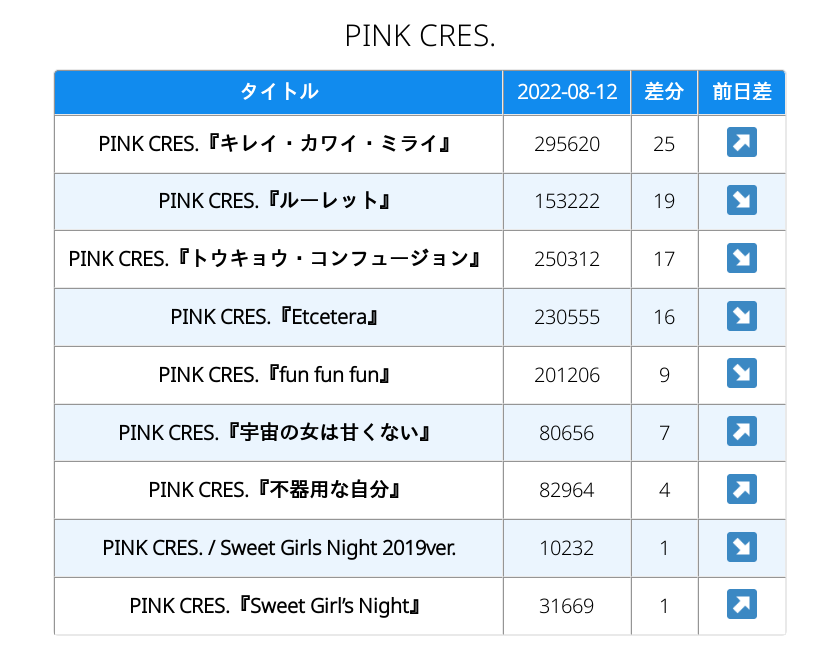 PINK CRES.
タイトル 2022-08-12 差分 前日差
PINK CRES.『キレイ・カワイ・ミライ』 295620 25 ↗
PINK CRES.『ルーレット』 153222 19 ↘
PINK CRES.『トウキョウ・コンフュージョン』 250312 17 ↘
PINK CRES.『Etcetera』 230555 16 ↘
PINK CRES.『fun fun fun』 201206 9 ↘
PINK CRES.『宇宙の女は甘くない』 80656 7 ↗
PINK CRES.『不器用な自分』 82964 4 ↗
PINK CRES. / Sweet Girls Night 2019ver. 10232 1 ↘
PINK CRES.『Sweet Girl’s Night』 31669 1 ↗